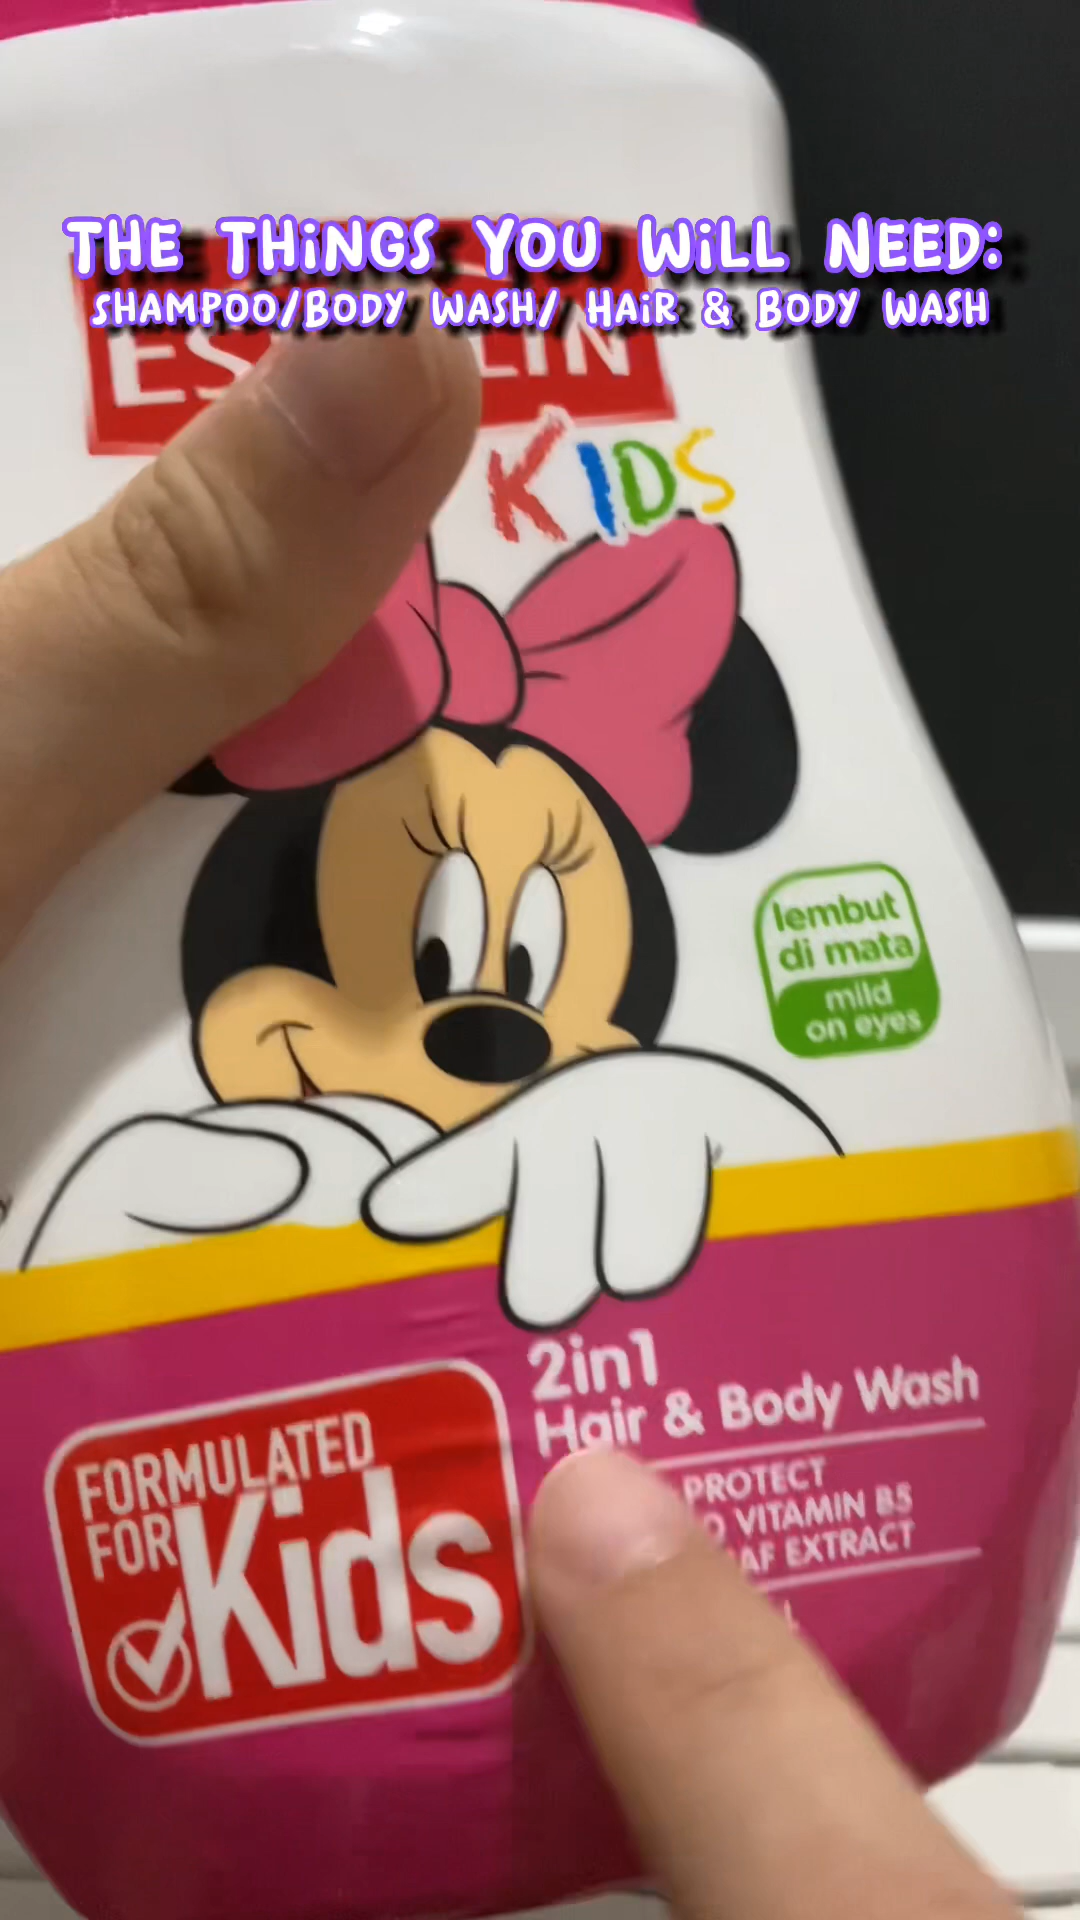 THE THiNGS YOU WiLL NEED:
SHAMPOO/BODY WASH/ HAiR & BODY WASH
KIDS
lembut
di mata
mild
on eyes
2in1
Hair & Body Wash
PROTECT
VITAMIN B5
EXTRACT
FORMULATED
FOR Kids